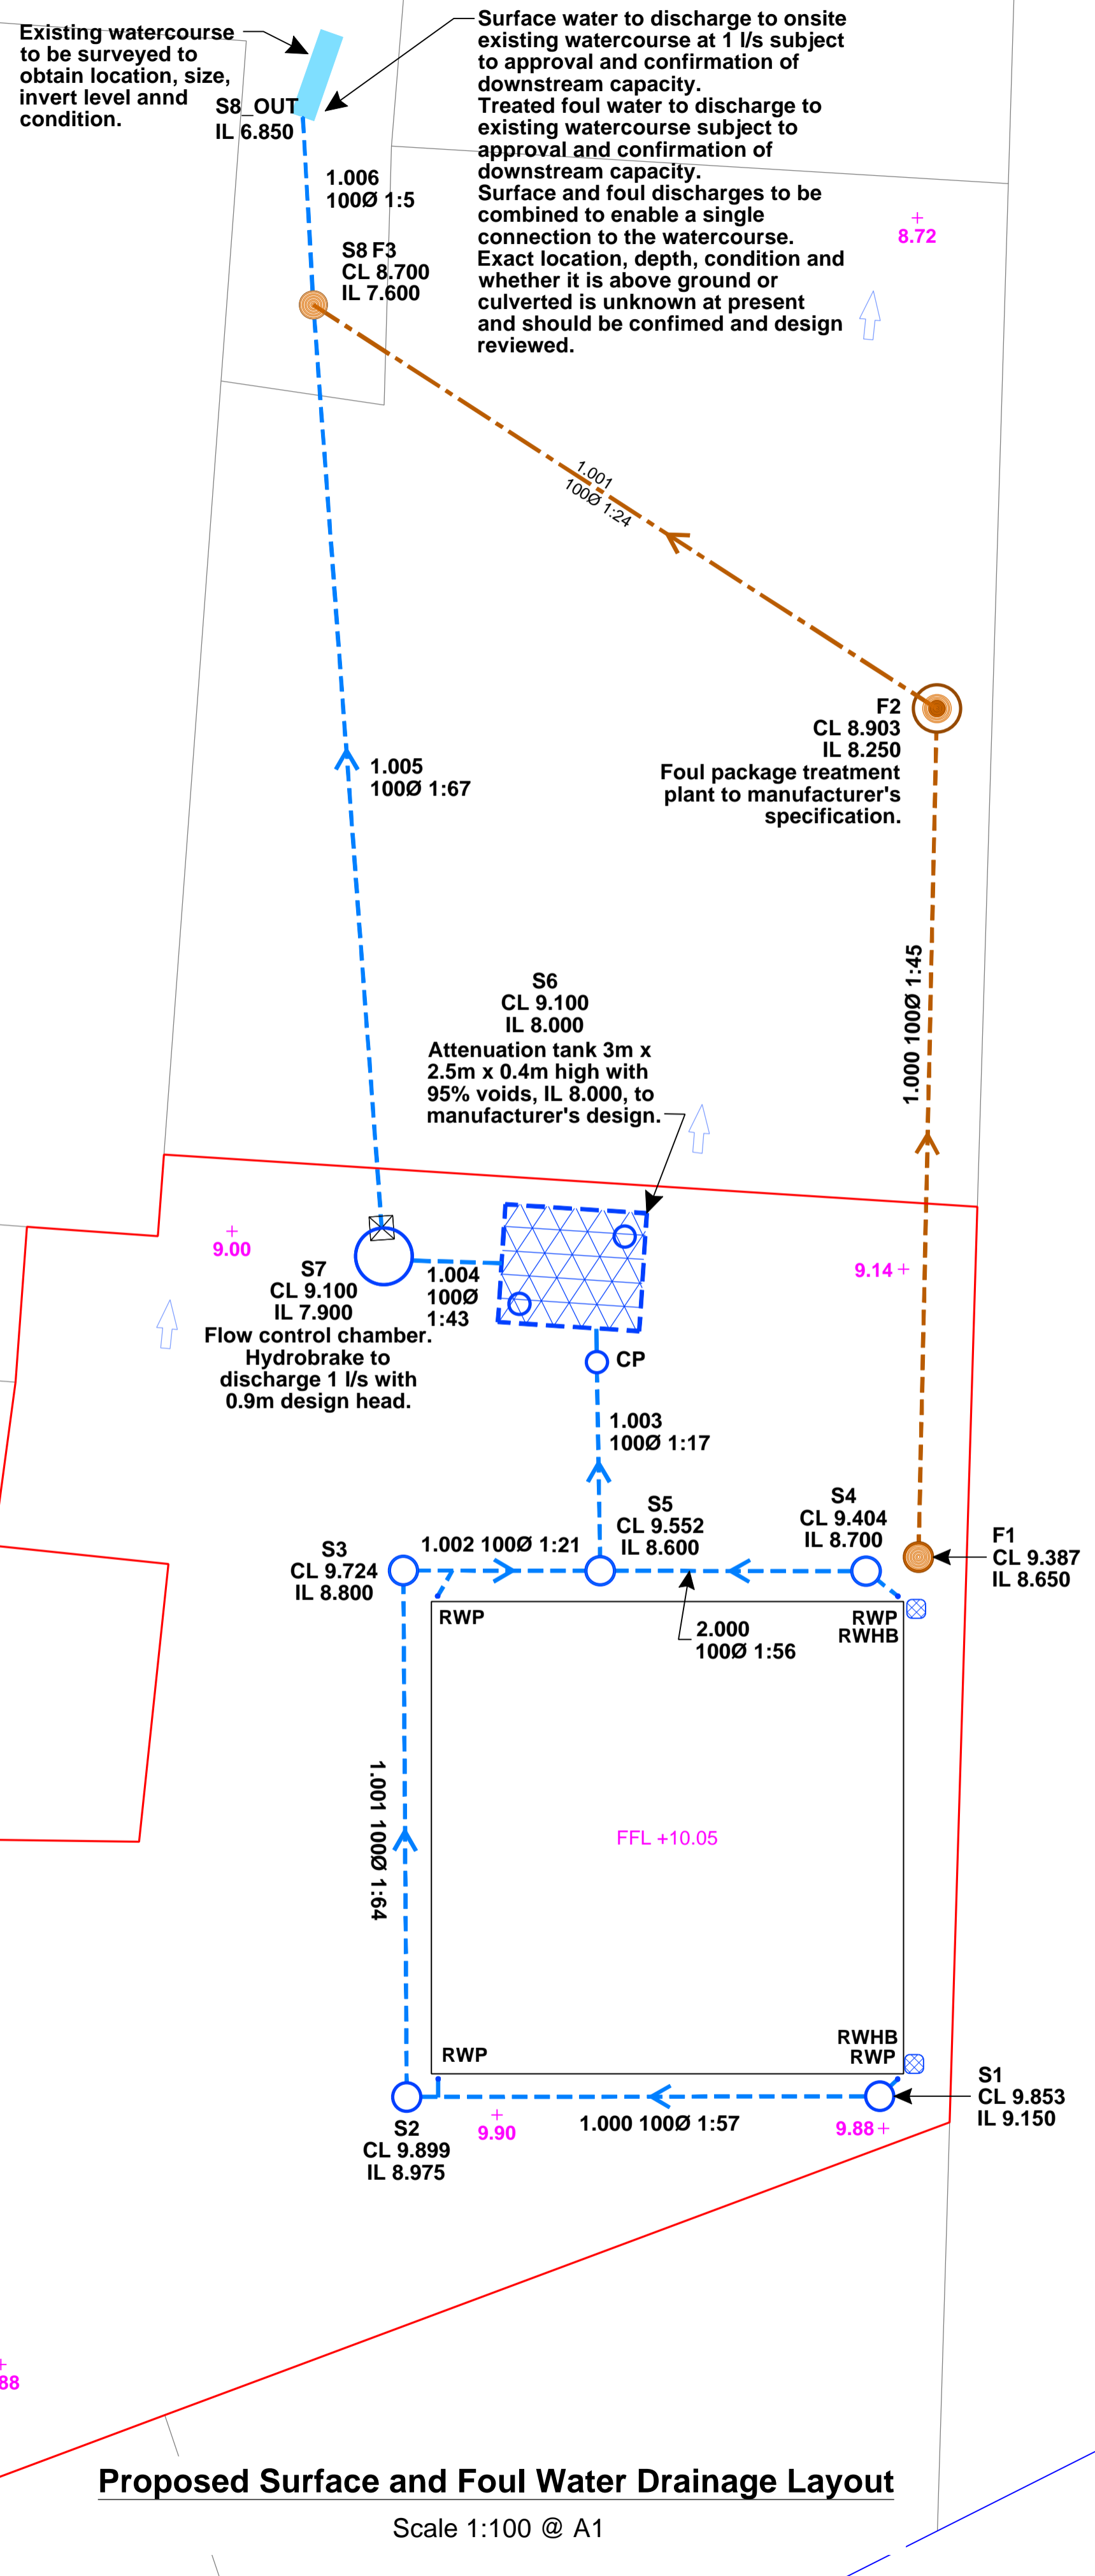 Existing watercourse
to be surveyed to
obtain location, size,
invert level annd
condition.
S8_OUT
IL 6.850
Surface water to discharge to onsite
existing watercourse at 1 l/s subject
to approval and confirmation of
downstream capacity.
Treated foul water to discharge to
existing watercourse subject to
approval and confirmation of
downstream capacity.
Surface and foul discharges to be
combined to enable a single
connection to the watercourse.
Exact location, depth, condition and
whether it is above ground or
culverted is unknown at present
and should be confimed and design
reviewed.
1.006
100Ø 1:5
8.72
S8 F3
CL 8.700
IL 7.600
1.001
100Ø 1:24
F2
CL 8.903
IL 8.250
Foul package treatment
plant to manufacturer's
specification.
1.005
100Ø 1:67
1.000 100Ø 1:45
S6
CL 9.100
IL 8.000
Attenuation tank 3m x
2.5m x 0.4m high with
95% voids, IL 8.000, to
manufacturer's design.
9.00
9.14
S7
CL 9.100
IL 7.900
Flow control chamber.
Hydrobrake to
discharge 1 l/s with
0.9m design head.
1.004
100Ø
1:43
CP
1.003
100Ø 1:17
S5
CL 9.552
IL 8.600
S4
CL 9.404
IL 8.700
F1
CL 9.387
IL 8.650
S3
CL 9.724
IL 8.800
1.002 100Ø 1:21
RWP
RWP
RWHB
2.000
100Ø 1:56
1.001 100Ø 1:64
FFL +10.05
RWP
RWHB
RWP
S1
CL 9.853
IL 9.150
S2
CL 9.899
IL 8.975
9.90
1.000 100Ø 1:57
9.88
88
Proposed Surface and Foul Water Drainage Layout
Scale 1:100 @ A1